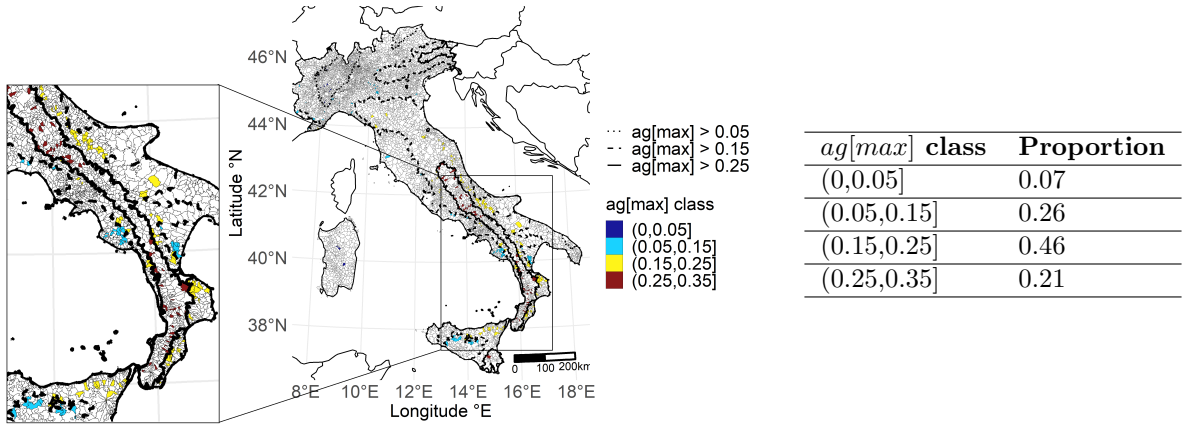 46°N
44°N
42°N
40°N
38°N
Latitude °N
8°E 10°E 12°E 14°E 16°E 18°E
Longitude °E
0 100 200km
ag[max] > 0.05
ag[max] > 0.15
ag[max] > 0.25
ag[max] class
(0,0.05]
(0.05,0.15]
(0.15,0.25]
(0.25,0.35]
ag[max] class Proportion
(0,0.05] 0.07
(0.05,0.15] 0.26
(0.15,0.25] 0.46
(0.25,0.35] 0.21